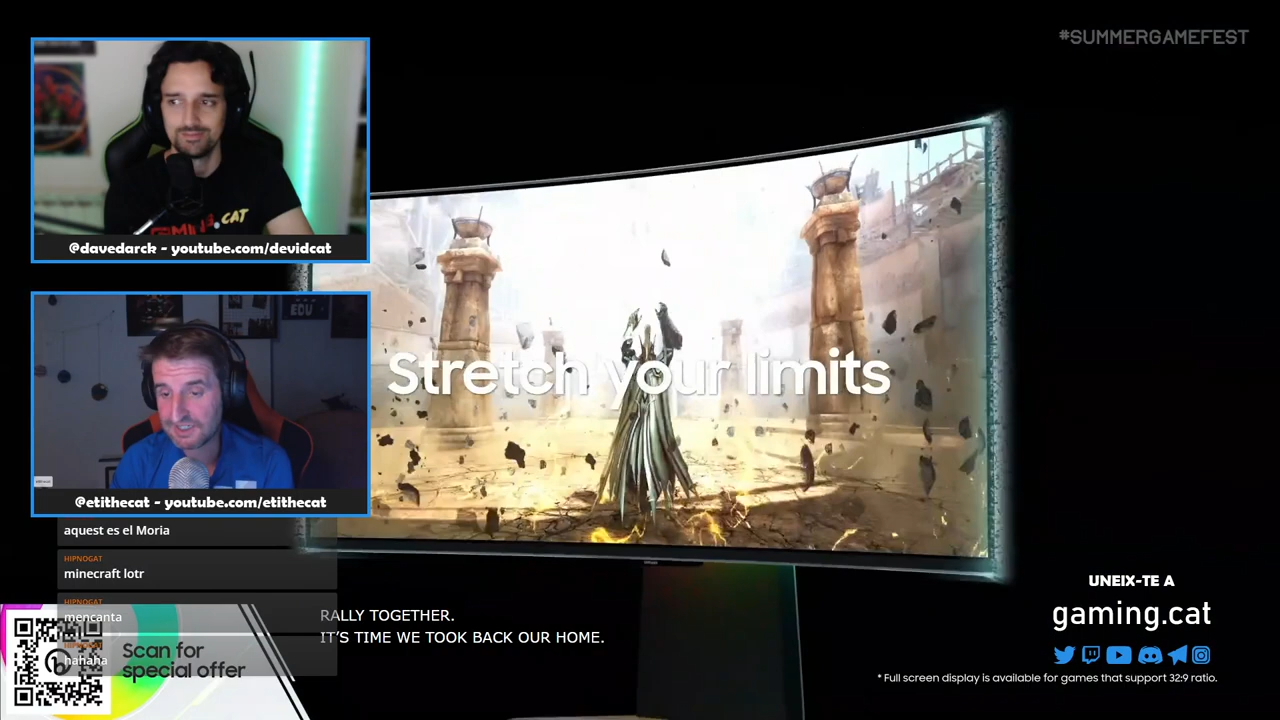 #SUMMERGAMEFEST
.CAT
@davedarck - youtube.com/devidcat
EDU
@etithecat - youtube.com/etithecat
Stretch your limits
aquest es el Moria
HIPNOGAT
minecraft lotr
HIPNOGAT
mencanta
hahaha
Scan for
special offer
RALLY TOGETHER.
IT'S TIME WE TOOK BACK OUR HOME.
UNEIX-TE A
gaming.cat
* Full screen display is available for games that support 32:9 ratio.